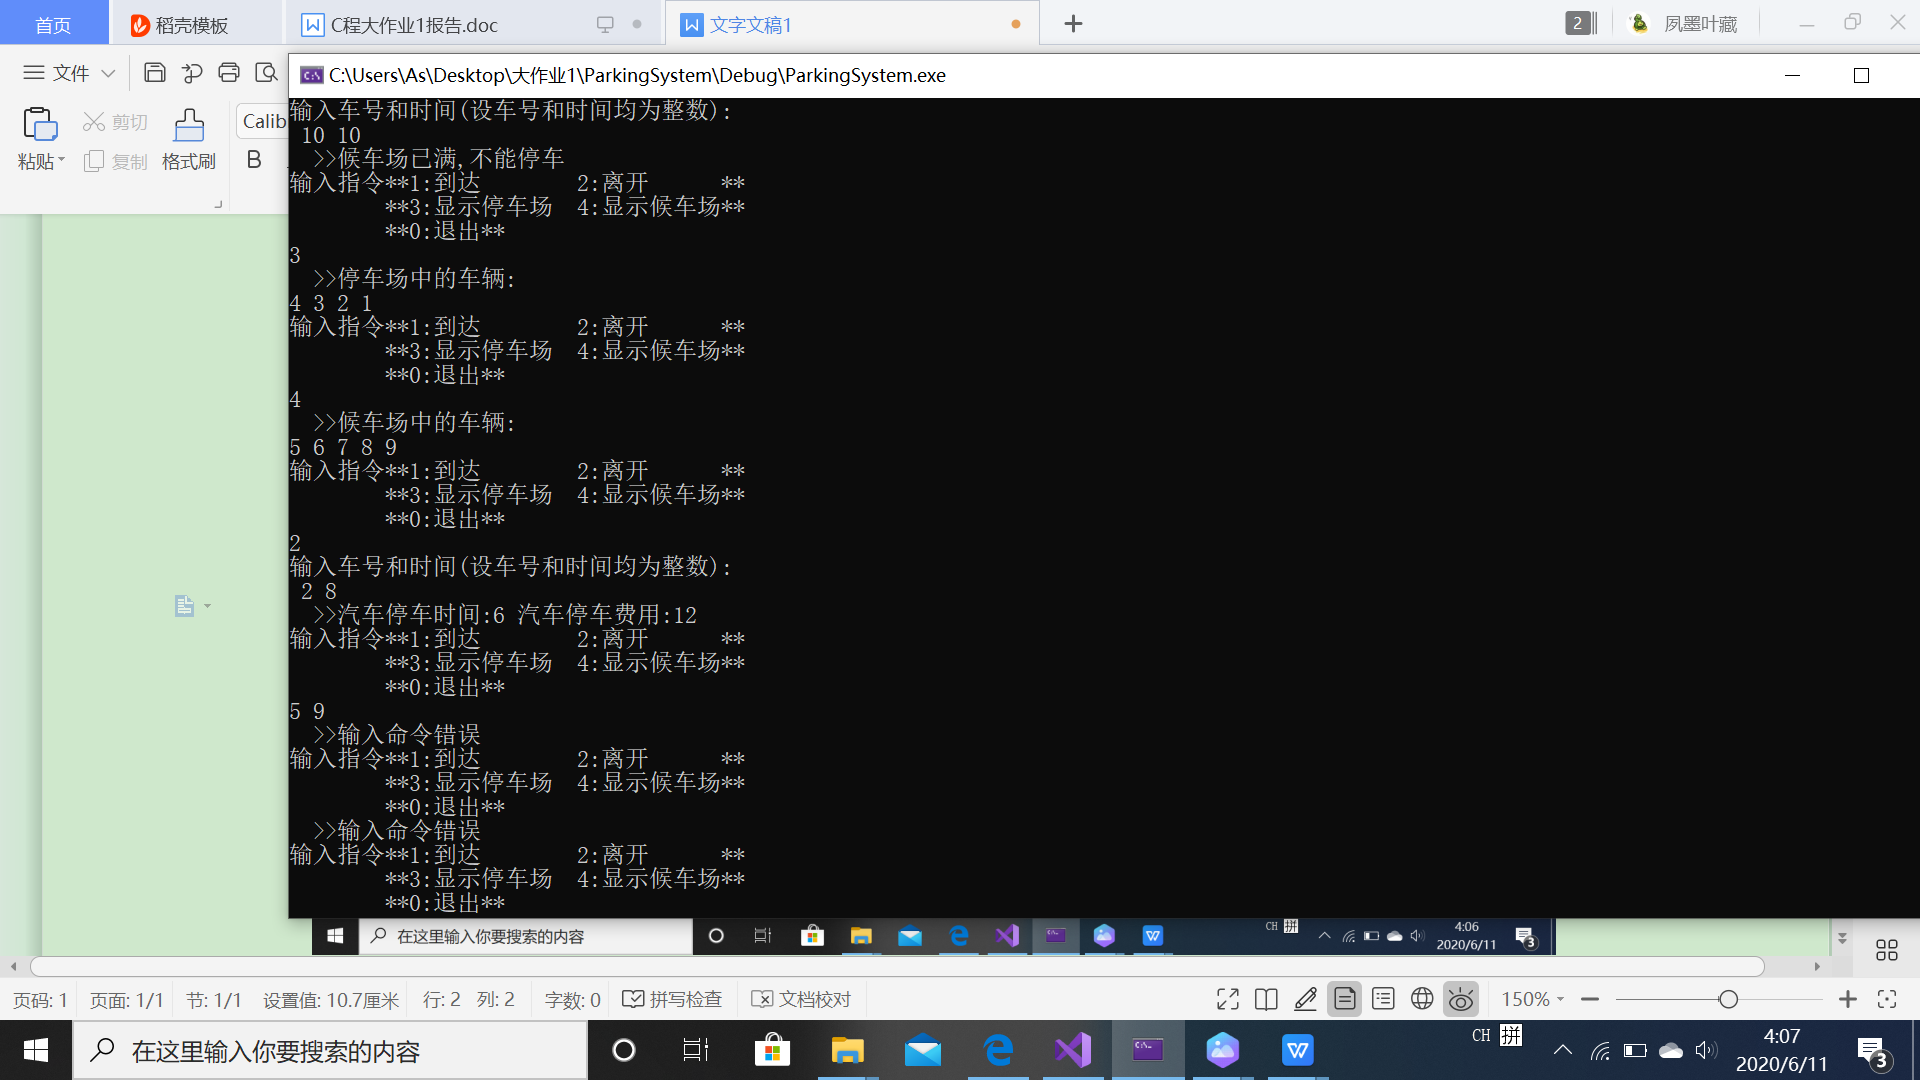 首页 稻壳模板 C程大作业1报告.doc 文字文稿1 2 凤墨叶藏
文件
C:\Users\As\Desktop\大作业1\ParkingSystem\Debug\ParkingSystem.exe
剪切
粘贴 复制 格式刷
Calib
B
输入车号和时间(设车号和时间均为整数):
10 10
>>候车场已满,不能停车
输入指令**1:到达 2:离开 **
**3:显示停车场 4:显示候车场**
**0:退出**
3
>>停车场中的车辆:
4 3 2 1
输入指令**1:到达 2:离开 **
**3:显示停车场 4:显示候车场**
**0:退出**
4
>>候车场中的车辆:
5 6 7 8 9
输入指令**1:到达 2:离开 **
**3:显示停车场 4:显示候车场**
**0:退出**
2
输入车号和时间(设车号和时间均为整数):
2 8
>>汽车停车时间:6 汽车停车费用:12
输入指令**1:到达 2:离开 **
**3:显示停车场 4:显示候车场**
**0:退出**
5 9
>>输入命令错误
输入指令**1:到达 2:离开 **
**3:显示停车场 4:显示候车场**
**0:退出**
>>输入命令错误
输入指令**1:到达 2:离开 **
**3:显示停车场 4:显示候车场**
**0:退出**
在这里输入你要搜索的内容 CH 拼 4:06
2020/6/11 3
页码: 1 页面: 1/1 节: 1/1 设置值: 10.7厘米 行: 2 列: 2 字数: 0 拼写检查 文档校对 150%
在这里输入你要搜索的内容 CH 拼 4:07
2020/6/11 3